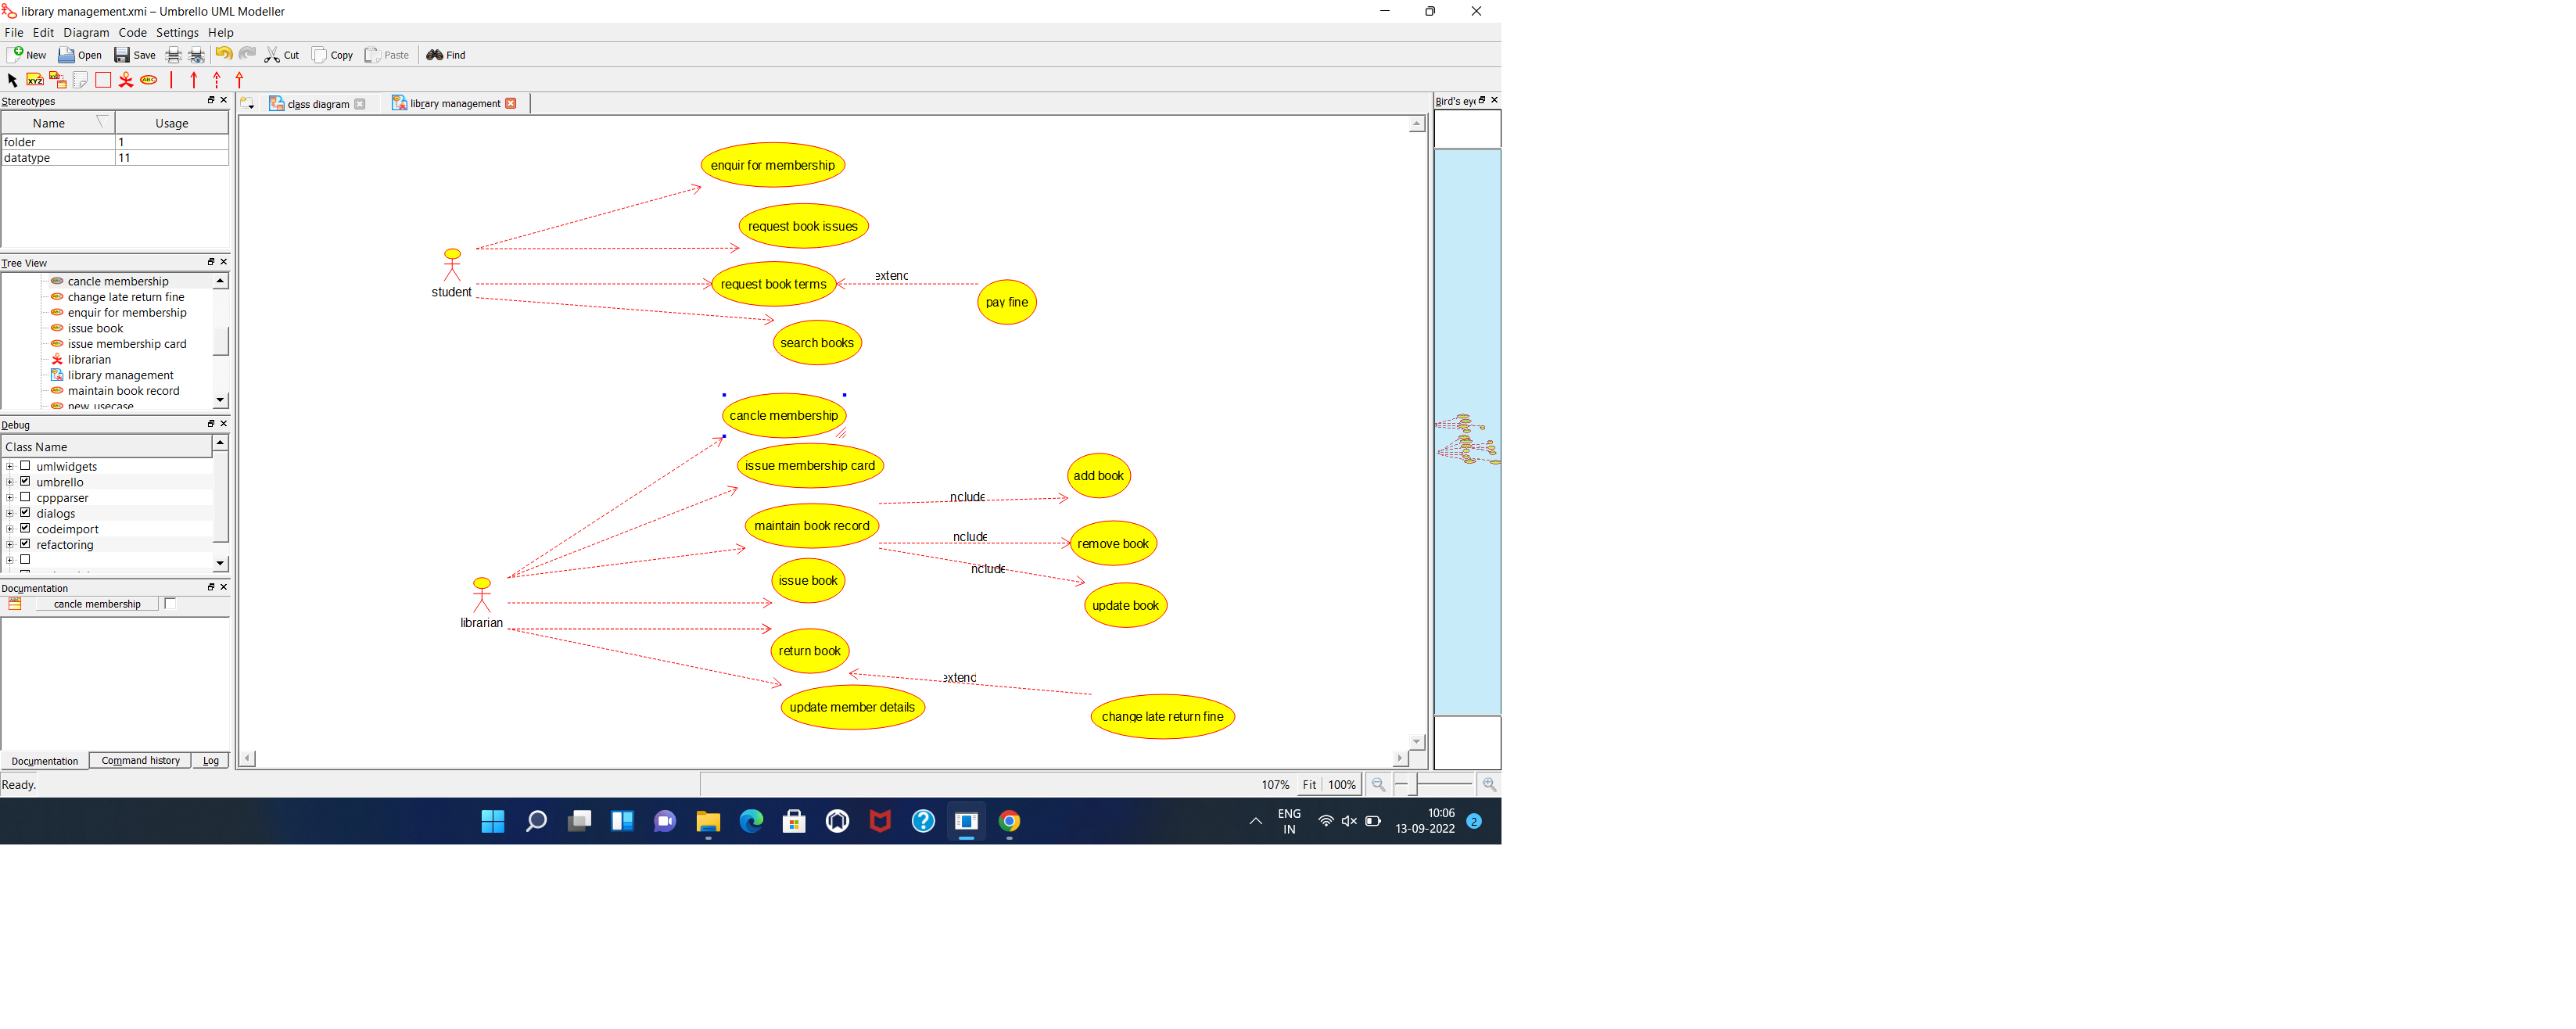 library management.xmi – Umbrello UML Modeller
File Edit Diagram Code Settings Help
New Open Save Cut Copy Paste Find
XYZ ABC
Stereotypes
Name Usage
folder 1
datatype 11
Tree View
cancle membership
change late return fine
enquir for membership
issue book
issue membership card
librarian
library management
maintain book record
new usecase
Debug
Class Name
umlwidgets
umbrello
cppparser
dialogs
codeimport
refactoring
Documentation
cancle membership
Documentation Command history Log
Ready.
class diagram library management
enquir for membership
request book issues
student
request book terms
extend
pay fine
search books
cancle membership
issue membership card
maintain book record
nclude
add book
nclude
remove book
nclude
update book
issue book
librarian
return book
extend
update member details
change late return fine
Bird's eye
107% Fit 100%
ENG
IN
10:06
13-09-2022
2